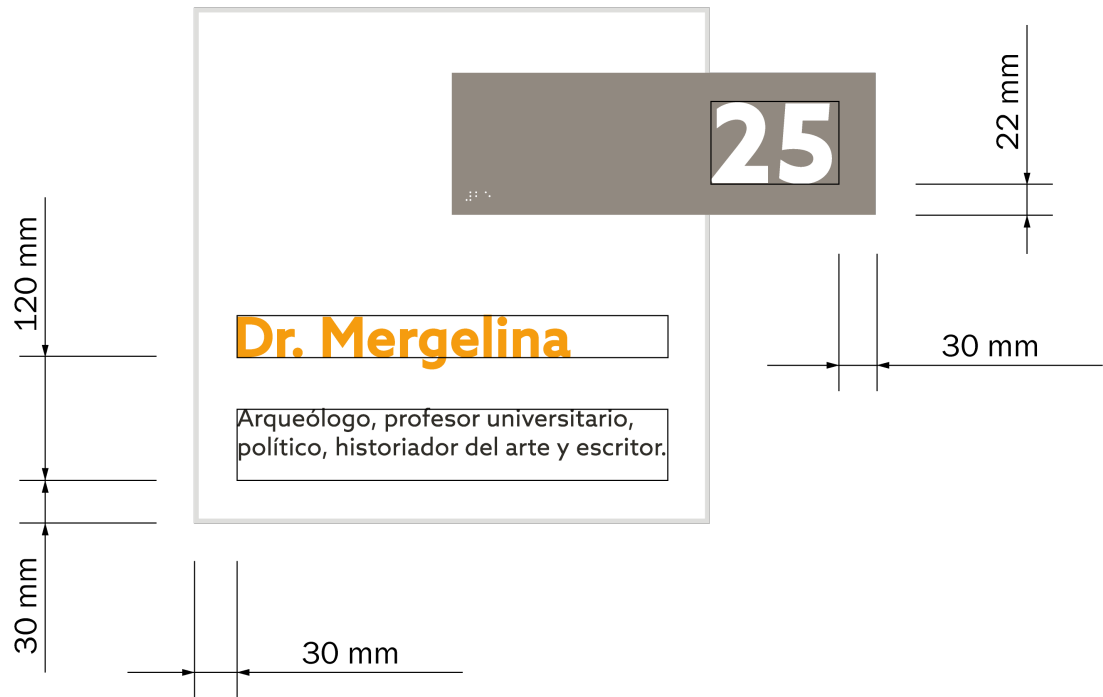 25
22 mm
120 mm
Dr. Mergelina
30 mm
Arqueólogo, profesor universitario,
político, historiador del arte y escritor.
30 mm
30 mm